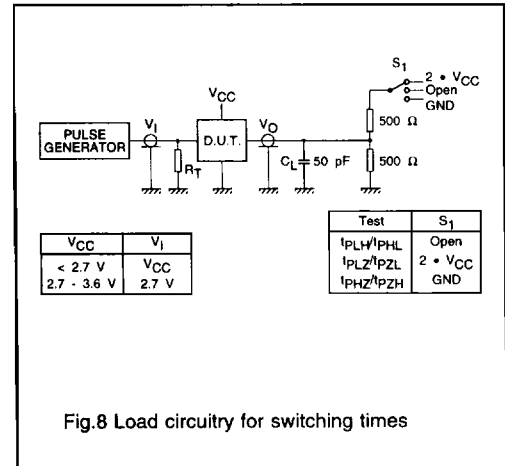 S1
2 • VCC
Open
GND
VCC
500 Ω
PULSE GENERATOR
VI
D.U.T.
VO
RT
CL
50 pF
500 Ω
Test S1
tPLH/tPHL Open
tPLZ/tPZL 2 • VCC
tPHZ/tPZH GND
VCC VI
< 2.7 V VCC
2.7 - 3.6 V 2.7 V
Fig.8 Load circuitry for switching times